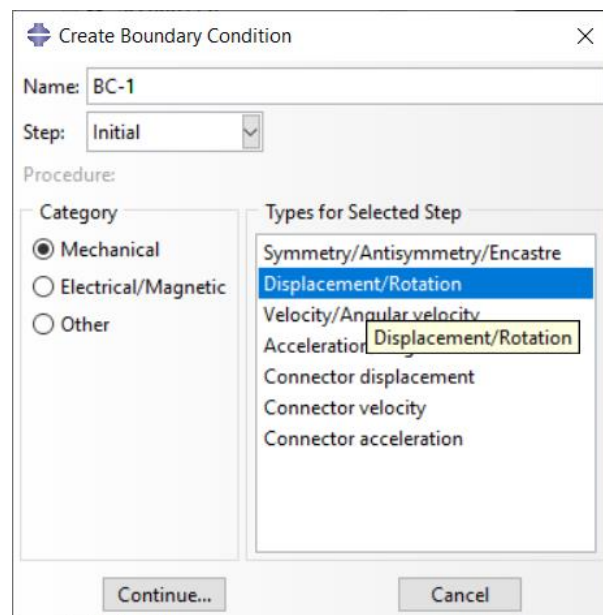 Create Boundary Condition
Name: BC-1
Step: Initial
Procedure:
Category
Mechanical
Electrical/Magnetic
Other
Types for Selected Step
Symmetry/Antisymmetry/Encastre
Displacement/Rotation
Velocity/Angular velocity
Acceleration
Displacement/Rotation
Connector displacement
Connector velocity
Connector acceleration
Continue...
Cancel